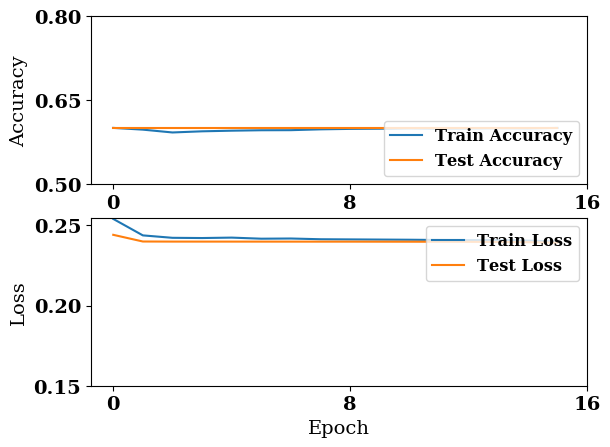 0.80
0.65
0.50
Accuracy
Train Accuracy
Test Accuracy
0 8 16
0.25
0.20
0.15
Loss
Train Loss
Test Loss
0 8 16
Epoch